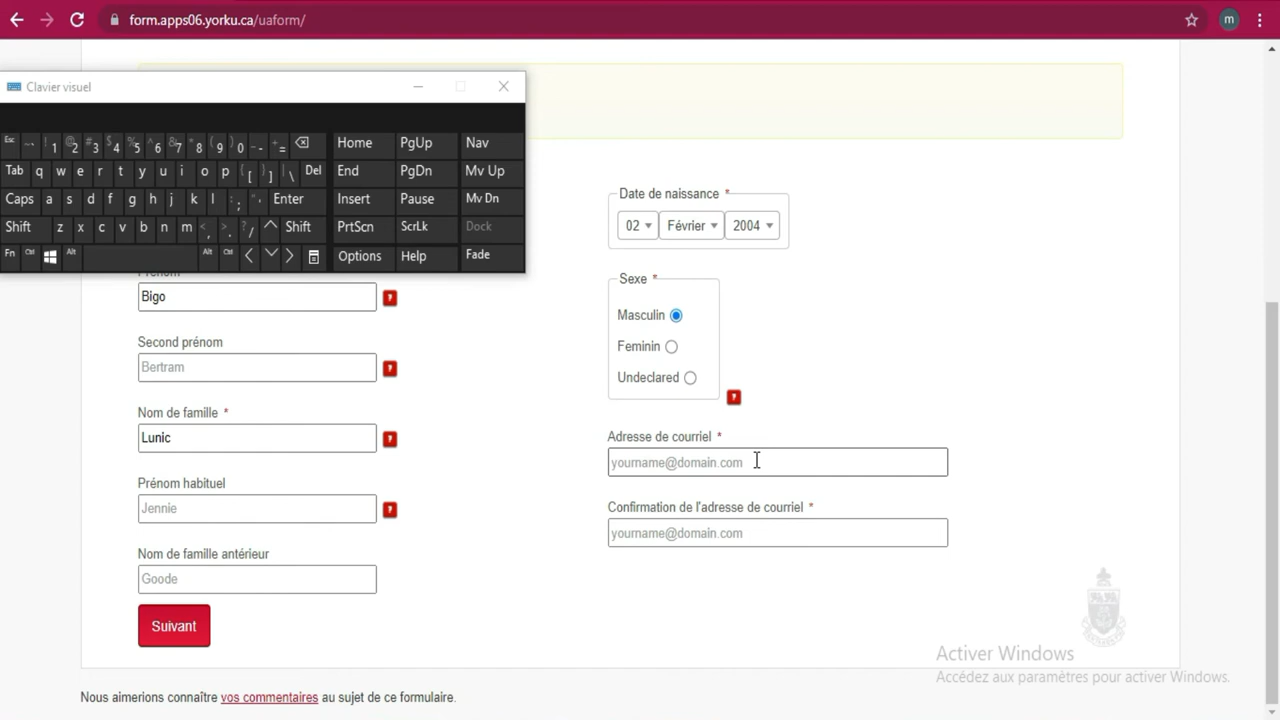 form.apps06.yorku.ca/uaform/
m
Clavier visuel
Esc 1 2 3 4 5 6 7 8 9 0 - =
Home PgUp Nav
Tab q w e r t y u i o p [ ] \ Del
End PgDn Mv Up
Caps a s d f g h j k l ; ' Enter
Insert Pause Mv Dn
Shift z x c v b n m , . / Shift
PrtScn ScrLk Dock
Fn Ctrl Alt Alt Ctrl
Options Help Fade
Prénom
Bigo
Second prénom
Bertram
Nom de famille *
Lunic
Prénom habituel
Jennie
Nom de famille antérieur
Goode
Suivant
Date de naissance *
02 Février 2004
Sexe *
Masculin
Feminin
Undeclared
Adresse de courriel *
yourname@domain.com
Confirmation de l'adresse de courriel *
yourname@domain.com
Activer Windows
Accédez aux paramètres pour activer Windows.
Nous aimerions connaître vos commentaires au sujet de ce formulaire.